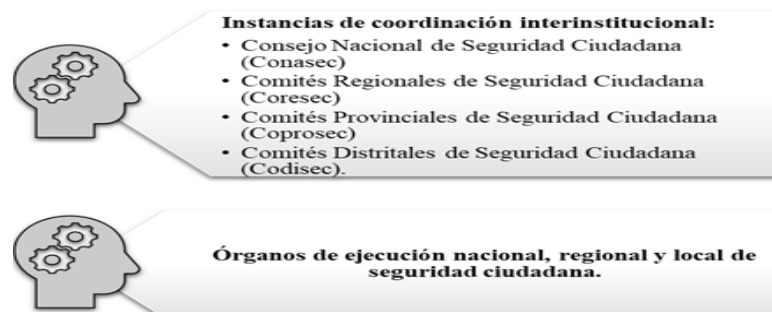 Instancias de coordinación interinstitucional:
• Consejo Nacional de Seguridad Ciudadana
(Conasec)
• Comités Regionales de Seguridad Ciudadana
(Coresec)
• Comités Provinciales de Seguridad Ciudadana
(Coprosec)
• Comités Distritales de Seguridad Ciudadana
(Codisec).
Órganos de ejecución nacional, regional y local de
seguridad ciudadana.